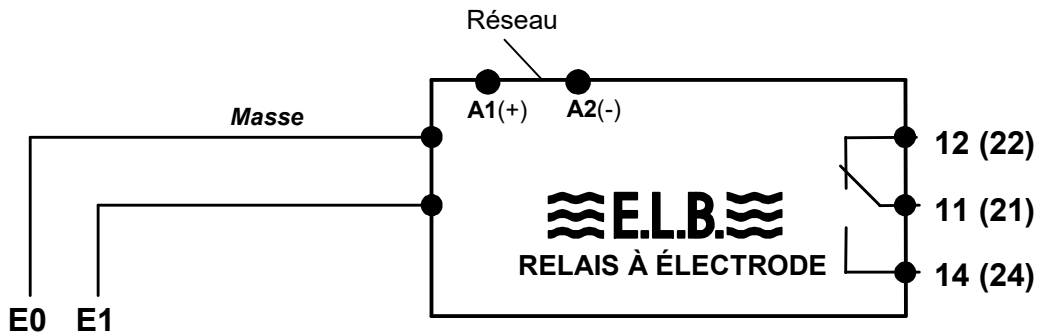 Réseau
A1(+) A2(-)
Masse
12 (22)
E.L.B.
11 (21)
RELAIS À ÉLECTRODE
14 (24)
E0 E1